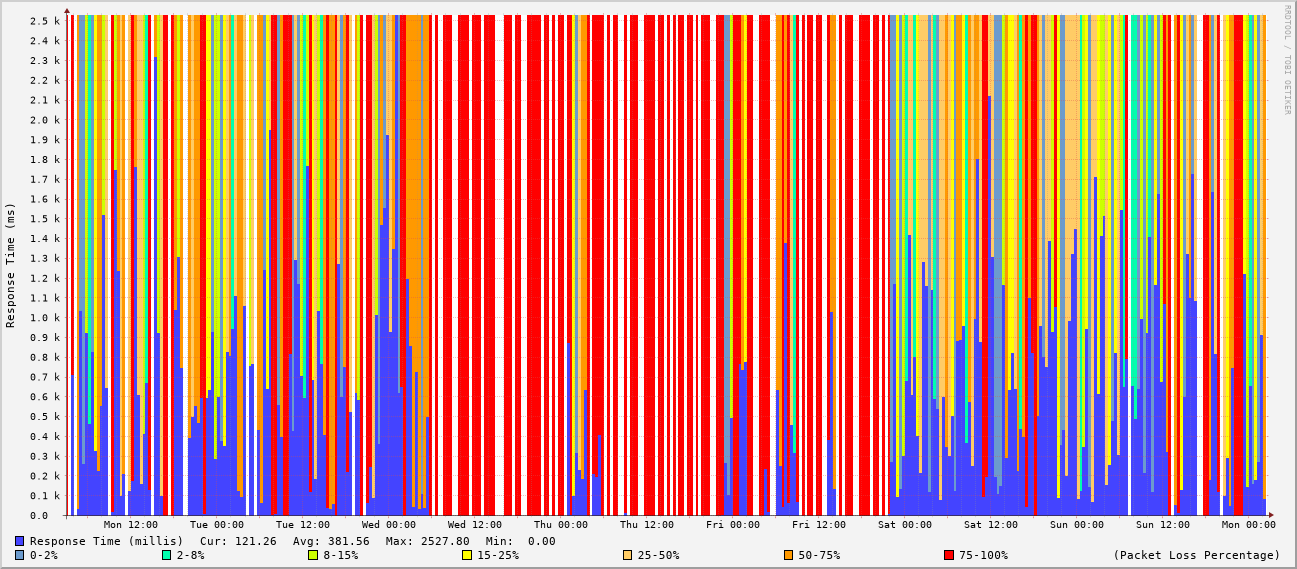 2.5 k
2.4 k
2.3 k
2.2 k
2.1 k
2.0 k
1.9 k
1.8 k
1.7 k
1.6 k
1.5 k
1.4 k
1.3 k
1.2 k
1.1 k
1.0 k
0.9 k
0.8 k
0.7 k
0.6 k
0.5 k
0.4 k
0.3 k
0.2 k
0.1 k
0.0
Response Time (ms)
RRDTOOL / TOBI OETIKER
Mon 12:00 Tue 00:00 Tue 12:00 Wed 00:00 Wed 12:00 Thu 00:00 Thu 12:00 Fri 00:00 Fri 12:00 Sat 00:00 Sat 12:00 Sun 00:00 Sun 12:00 Mon 00:00
Response Time (millis) Cur: 121.26 Avg: 381.56 Max: 2527.80 Min: 0.00
0-2% 2-8% 8-15% 15-25% 25-50% 50-75% 75-100% (Packet Loss Percentage)